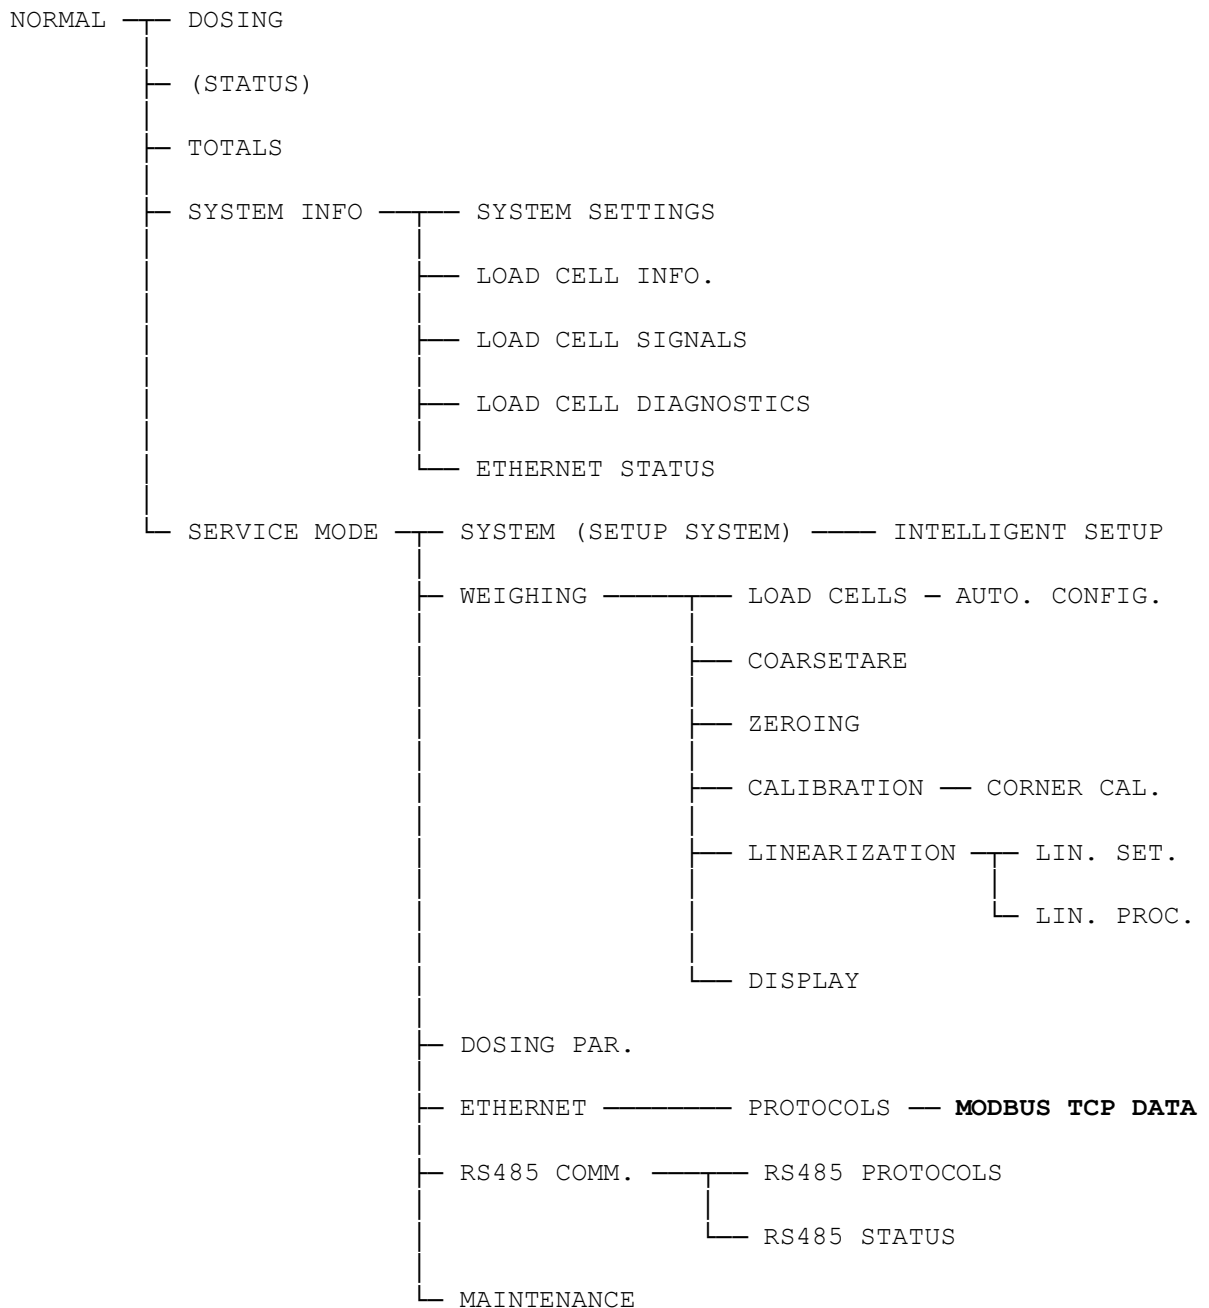 NORMAL DOSING
(STATUS)
TOTALS
SYSTEM INFO SYSTEM SETTINGS
LOAD CELL INFO.
LOAD CELL SIGNALS
LOAD CELL DIAGNOSTICS
ETHERNET STATUS
SERVICE MODE SYSTEM (SETUP SYSTEM) INTELLIGENT SETUP
WEIGHING LOAD CELLS AUTO. CONFIG.
COARSETARE
ZEROING
CALIBRATION CORNER CAL.
LINEARIZATION LIN. SET.
LIN. PROC.
DISPLAY
DOSING PAR.
ETHERNET PROTOCOLS MODBUS TCP DATA
RS485 COMM. RS485 PROTOCOLS
RS485 STATUS
MAINTENANCE